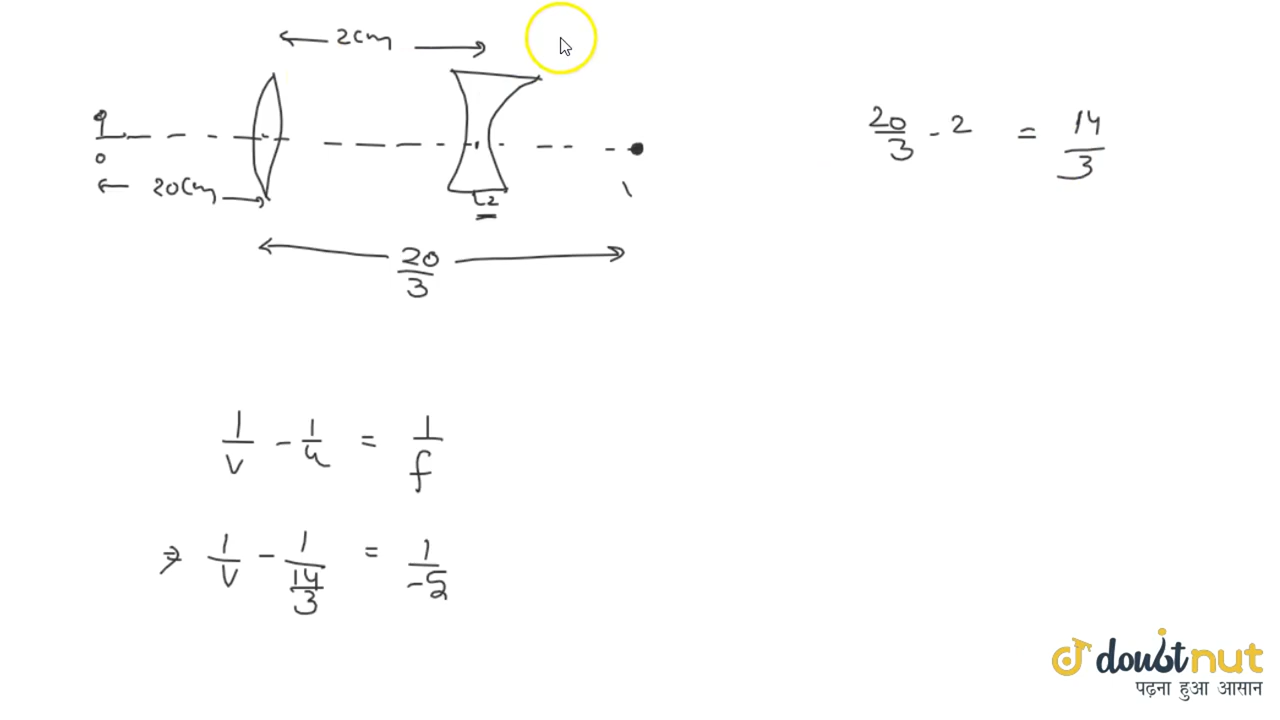 2cm
20/3 - 2 = 14/3
O
20cm
L2
20/3
1/v - 1/u = 1/f
⇒ 1/v - 1/(14/3) = 1/-5
doubtnut
पढ़ना हुआ आसान